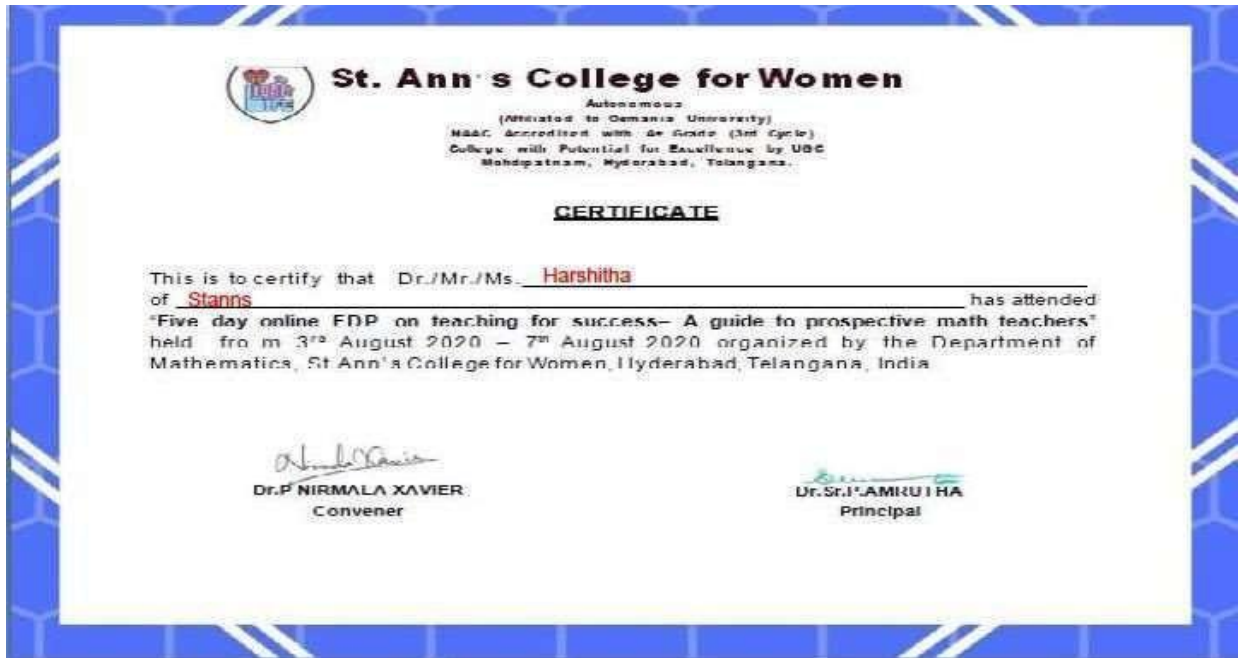 St. Ann's College for Women
Autonomous
(Affiliated to Osmania University)
NAAC Accredited with A+ Grade (3rd Cycle)
College with Potential for Excellence by UGC
Mehdipatnam, Hyderabad, Telangana.
CERTIFICATE
This is to certify that Dr./Mr./Ms. Harshitha
of Stanns has attended
"Five day online FDP on teaching for success– A guide to prospective math teachers"
held fro m 3rd August 2020 – 7th August 2020 organized by the Department of
Mathematics, St Ann's College for Women, Hyderabad, Telangana, India
Dr.P NIRMALA XAVIER
Convener
Dr.Sr.P.AMRUTHA
Principal